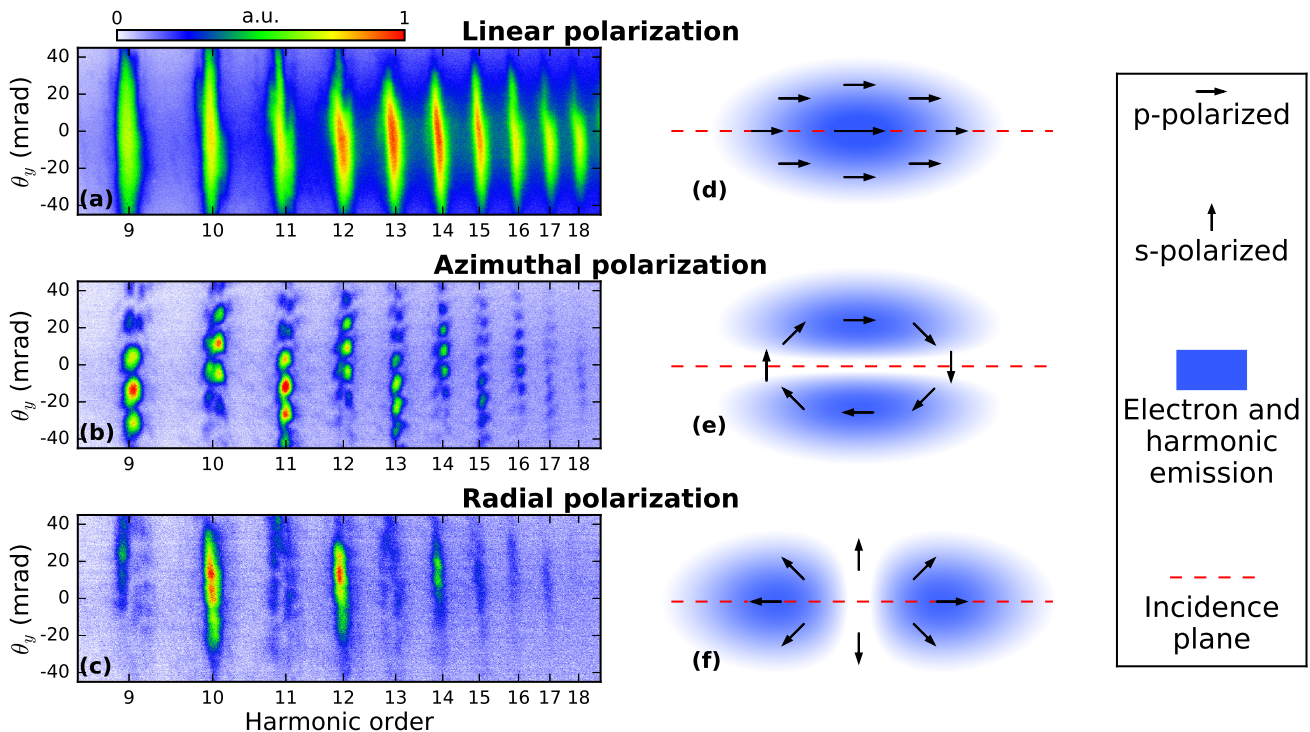 0 a.u. 1
Linear polarization
40
20
0
-20
-40
θy (mrad)
(a)
9 10 11 12 13 14 15 16 17 18
(d)
Azimuthal polarization
40
20
0
-20
-40
θy (mrad)
(b)
9 10 11 12 13 14 15 16 17 18
(e)
Radial polarization
40
20
0
-20
-40
θy (mrad)
(c)
9 10 11 12 13 14 15 16 17 18
Harmonic order
(f)
p-polarized
s-polarized
Electron and
harmonic
emission
Incidence
plane